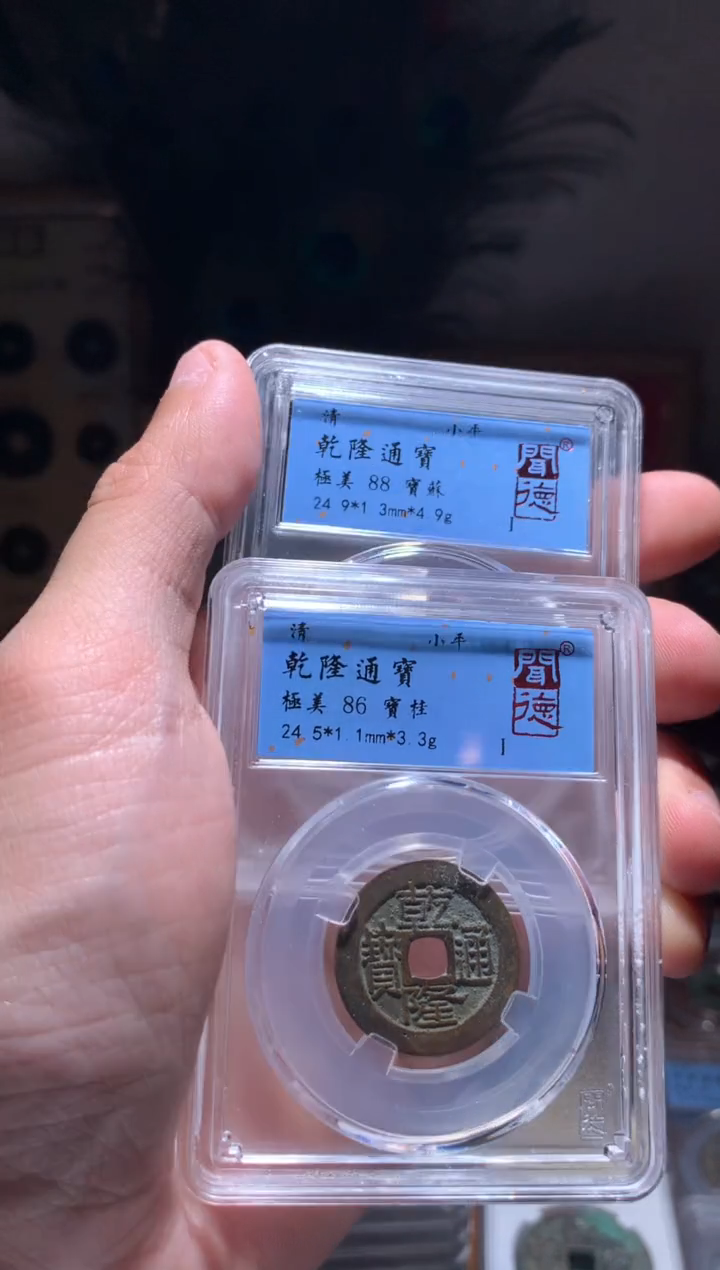 清
小平
乾隆通寶
極美 88 寶蘇
24 9*1 3mm*4 9g
聞德®
清
小平
乾隆通寶
極美 86 寶桂
24 5*1.1mm*3.3g
聞德®
乾隆通寶